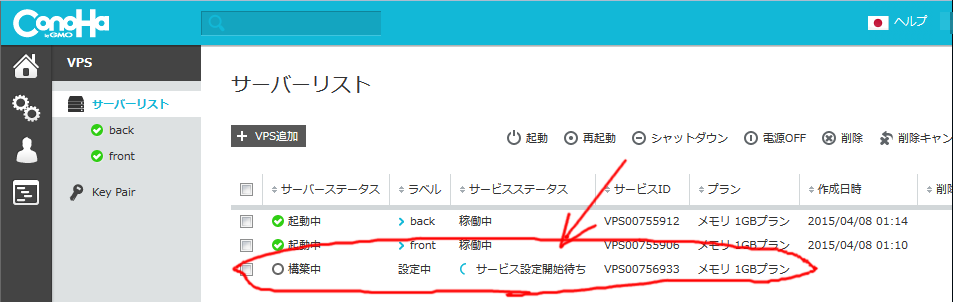 ConoHa
by GMO
ヘルプ
VPS
サーバーリスト
back
front
Key Pair
サーバーリスト
+ VPS追加
起動 再起動 シャットダウン 電源OFF 削除 削除キャン
サーバーステータス ラベル サービスステータス サービスID プラン 作成日時 削
起動中 back 稼働中 VPS00755912 メモリ 1GBプラン 2015/04/08 01:14
起動中 front 稼働中 VPS00755906 メモリ 1GBプラン 2015/04/08 01:10
構築中 設定中 サービス設定開始待ち VPS00756933 メモリ 1GBプラン